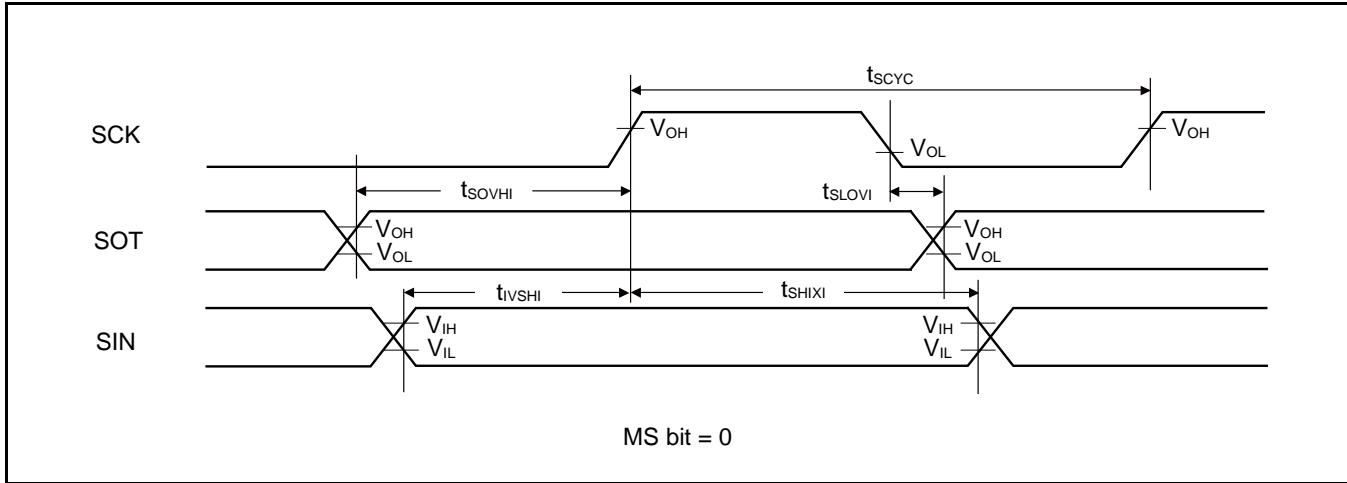 tSCYC
SCK
VOH
VOL
VOH
tSOVHI
tSLOVI
SOT
VOH
VOL
VOH
VOL
tIVSHI
tSHIXI
SIN
VIH
VIL
VIH
VIL
MS bit = 0